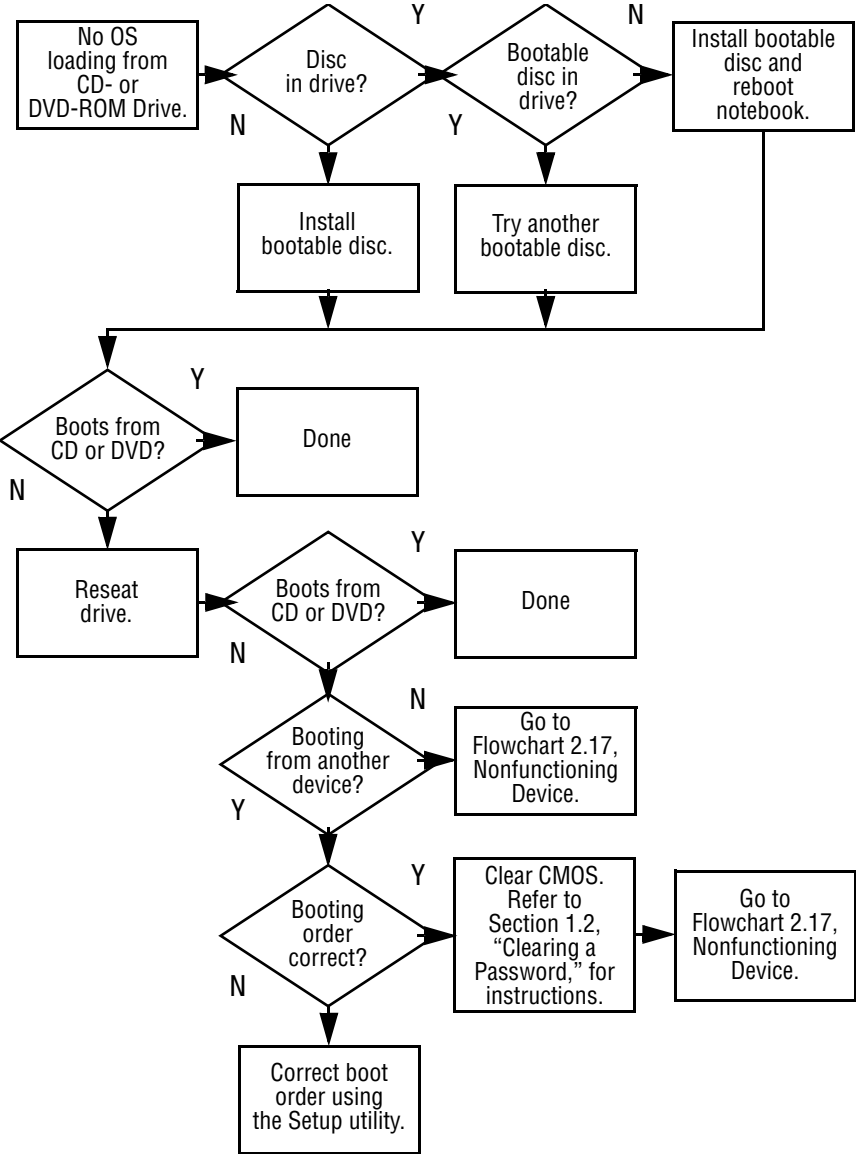 No OS
loading from
CD- or
DVD-ROM Drive.
Disc
in drive?
Y
N
Bootable
disc in
drive?
N
Y
Install bootable
disc and
reboot
notebook.
Install
bootable disc.
Try another
bootable disc.
Boots from
CD or DVD?
Y
N
Done
Reseat
drive.
Boots from
CD or DVD?
Y
N
Done
Booting
from another
device?
N
Y
Go to
Flowchart 2.17,
Nonfunctioning
Device.
Booting
order
correct?
Y
N
Clear CMOS.
Refer to
Section 1.2,
“Clearing a
Password,” for
instructions.
Go to
Flowchart 2.17,
Nonfunctioning
Device.
Correct boot
order using
the Setup utility.